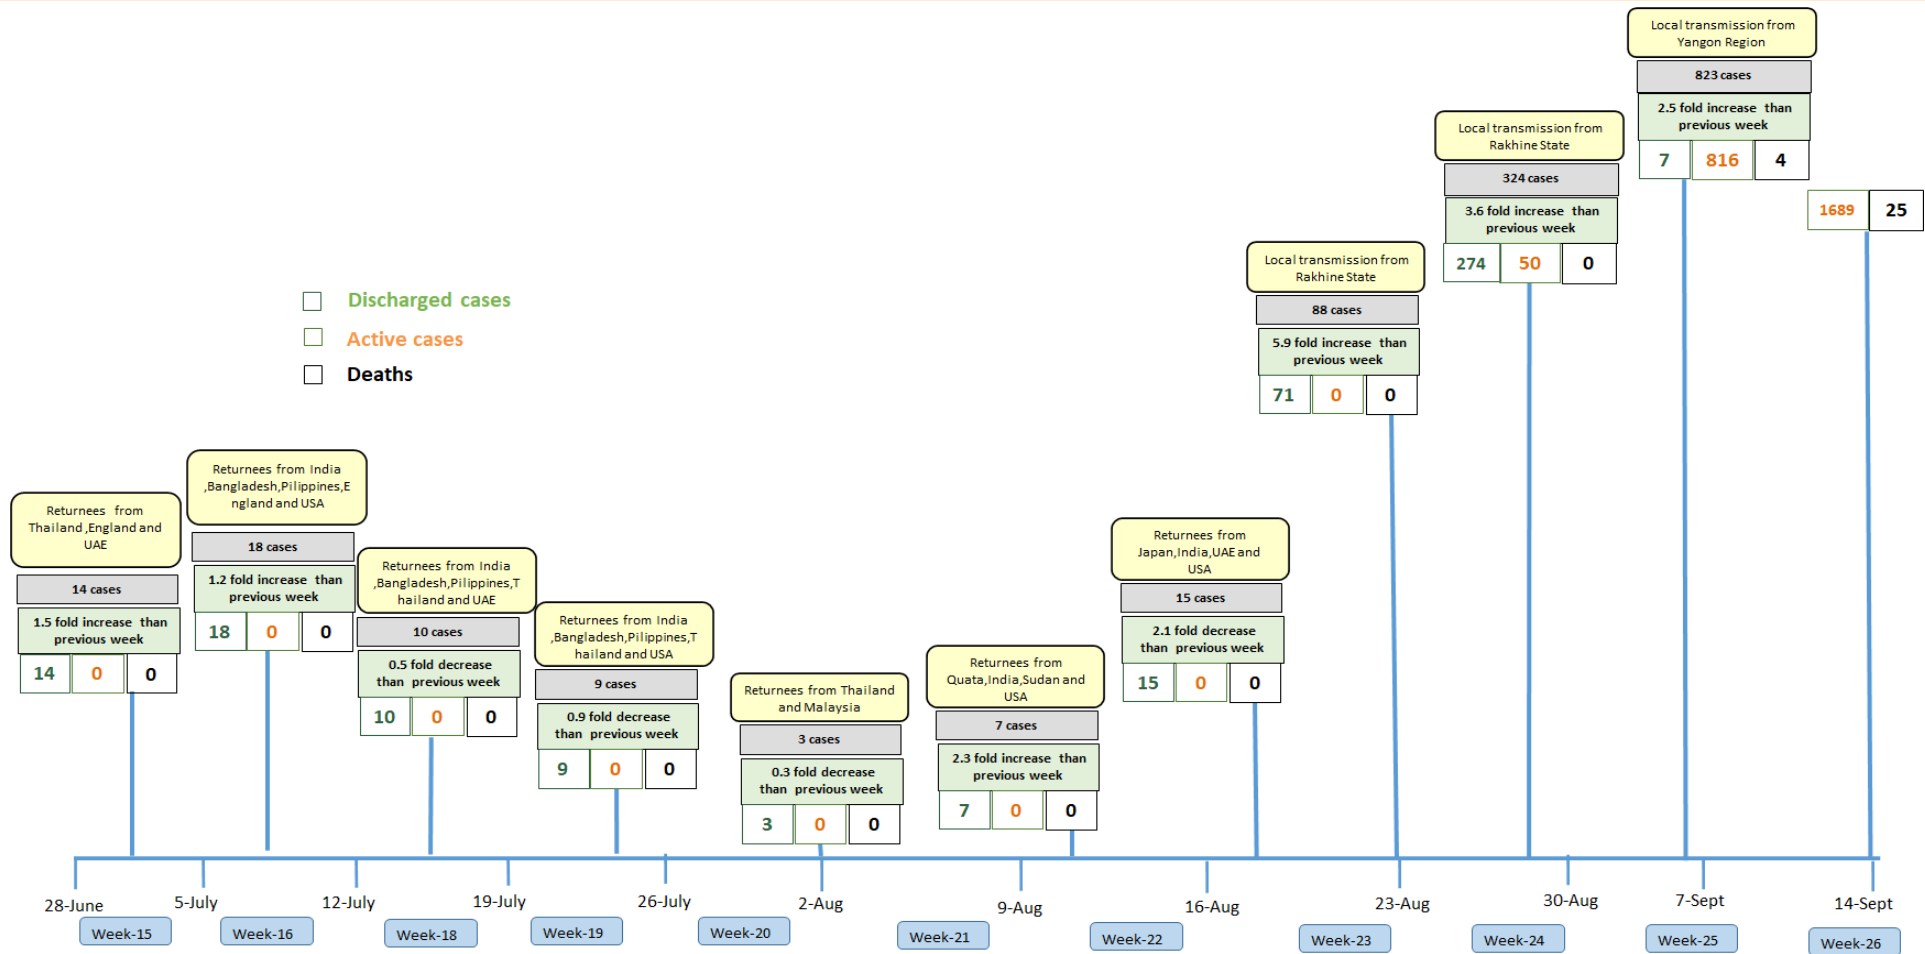 Local transmission from
Yangon Region
823 cases
2.5 fold increase than
previous week
7 816 4
Local transmission from
Rakhine State
324 cases
3.6 fold increase than
previous week
274 50 0
1689 25
Local transmission from
Rakhine State
88 cases
5.9 fold increase than
previous week
71 0 0
Discharged cases
Active cases
Deaths
Returnees from India
,Bangladesh,Pilippines,E
ngland and USA
18 cases
1.2 fold increase than
previous week
18 0 0
Returnees from
Thailand ,England and
UAE
14 cases
1.5 fold increase than
previous week
14 0 0
Returnees from India
,Bangladesh,Pilippines,T
hailand and UAE
10 cases
0.5 fold decrease
than previous week
10 0 0
Returnees from India
,Bangladesh,Pilippines,T
hailand and USA
9 cases
0.9 fold decrease
than previous week
9 0 0
Returnees from Thailand
and Malaysia
3 cases
0.3 fold decrease
than previous week
3 0 0
Returnees from
Quata,India,Sudan and
USA
7 cases
2.3 fold increase than
previous week
7 0 0
Returnees from
Japan,India,UAE and
USA
15 cases
2.1 fold decrease
than previous week
15 0 0
28-June 5-July 12-July 19-July 26-July 2-Aug 9-Aug 16-Aug 23-Aug 30-Aug 7-Sept 14-Sept
Week-15 Week-16 Week-18 Week-19 Week-20 Week-21 Week-22 Week-23 Week-24 Week-25 Week-26